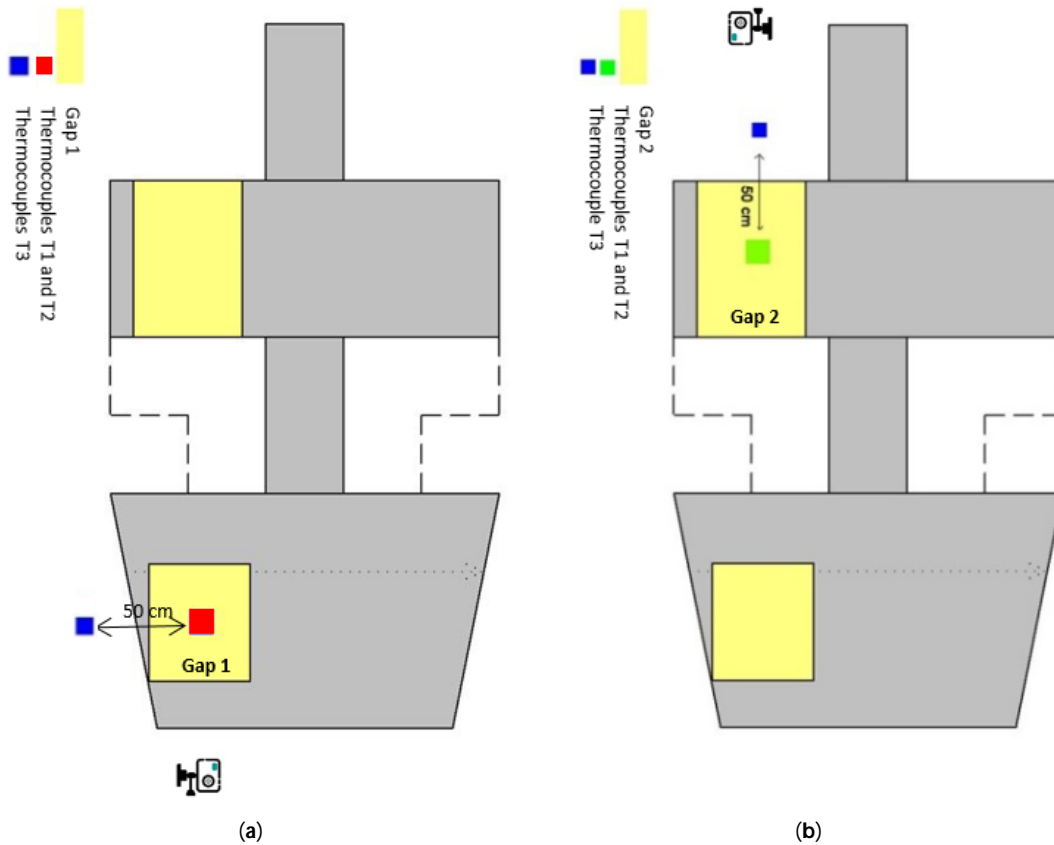 Gap 1
Thermocouples T1 and T2
Thermocouples T3
50 cm
Gap 1
(a)
Gap 2
Thermocouples T1 and T2
Thermocouple T3
50 cm
Gap 2
(b)